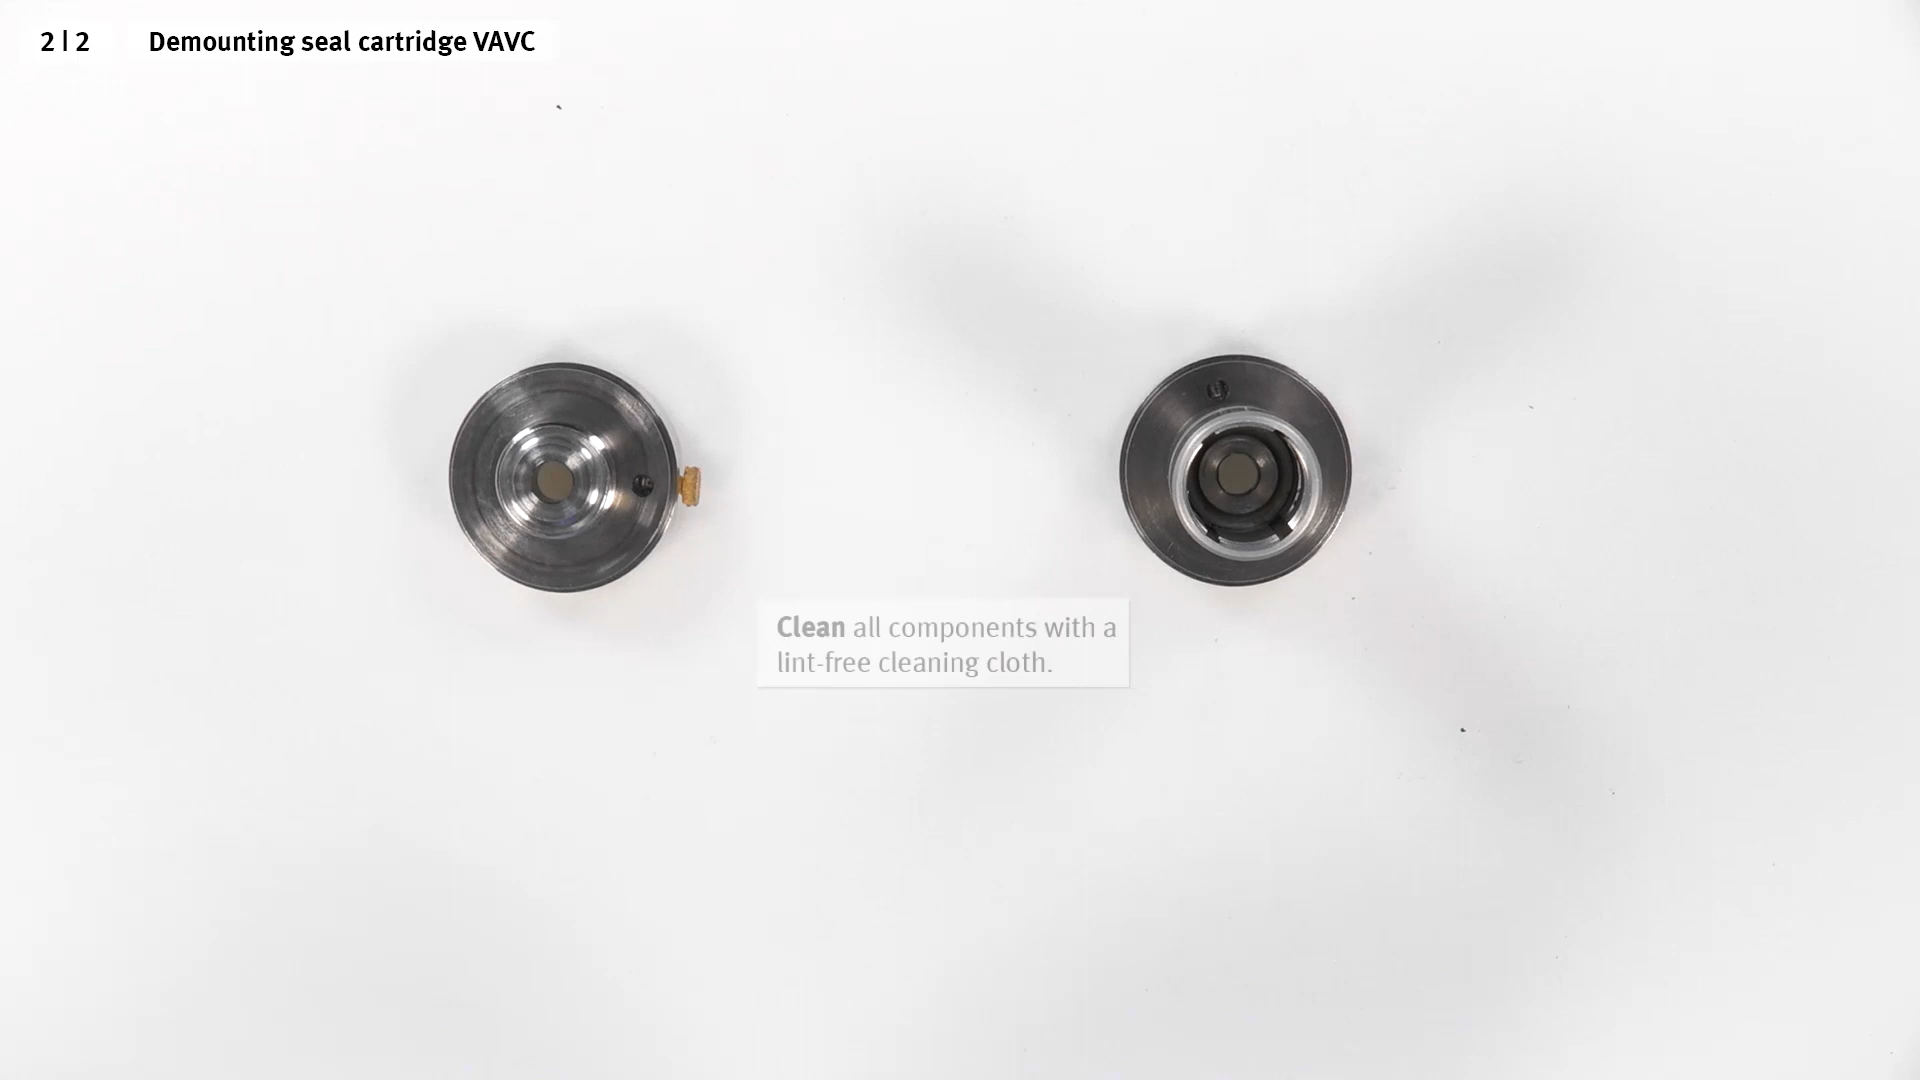 2 | 2 Demounting seal cartridge VAVC
Clean all components with a
lint-free cleaning cloth.